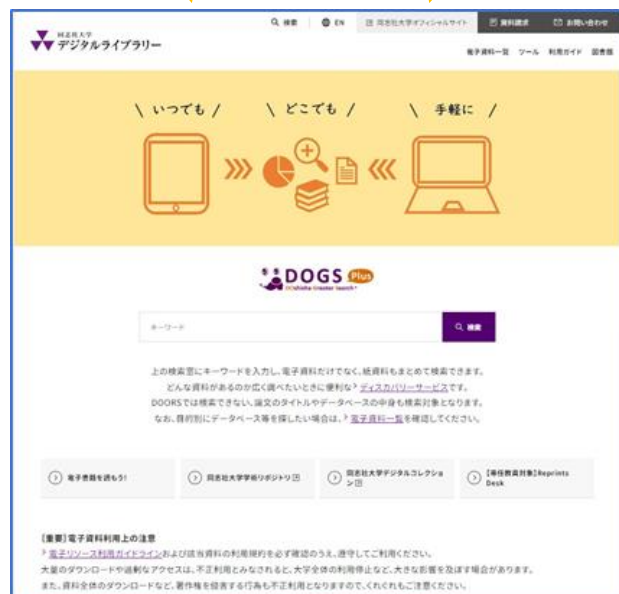 検索 EN 同志社大学オフィシャルサイト 資料請求 お問い合わせ
同志社大学
デジタルライブラリー
電子資料一覧 ツール 利用ガイド 図書館
\ いつでも / \ どこでも / \ 手軽に /
DOGS Plus
DOshisha Greater Search+
キーワード 検索
上の検索窓にキーワードを入力し、電子資料だけでなく、紙資料もまとめて検索できます。
どんな資料があるのか広く調べたいときに便利な ディスカバリーサービスです。
DOORSでは検索できない、論文のタイトルやデータベースの中身も検索対象となります。
なお、目的別にデータベース等を探したい場合は、 電子資料一覧を確認してください。
電子書籍を読もう! 同志社大学学術リポジトリ 同志社大学デジタルコレクション 【専任教員対象】Reprints Desk
【重要】電子資料利用上の注意
電子リソース利用ガイドラインおよび該当資料の利用規約を必ず確認のうえ、遵守してご利用ください。
大量のダウンロードや過剰なアクセスは、不正利用とみなされると、大学全体の利用停止など、大きな影響を及ぼす場合があります。
また、資料全体のダウンロードなど、著作権を侵害する行為も不正利用となりますので、くれぐれもご注意ください。